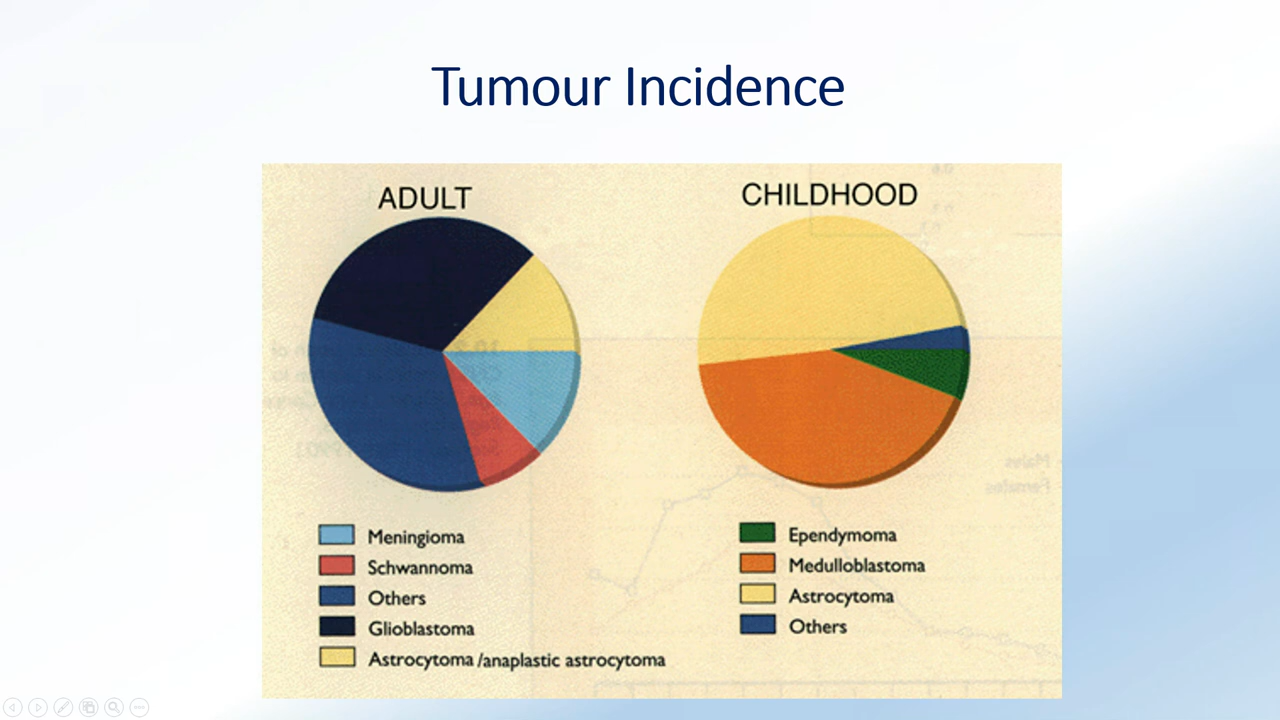 Tumour Incidence
ADULT
Meningioma
Schwannoma
Others
Glioblastoma
Astrocytoma/anaplastic astrocytoma
CHILDHOOD
Ependymoma
Medulloblastoma
Astrocytoma
Others